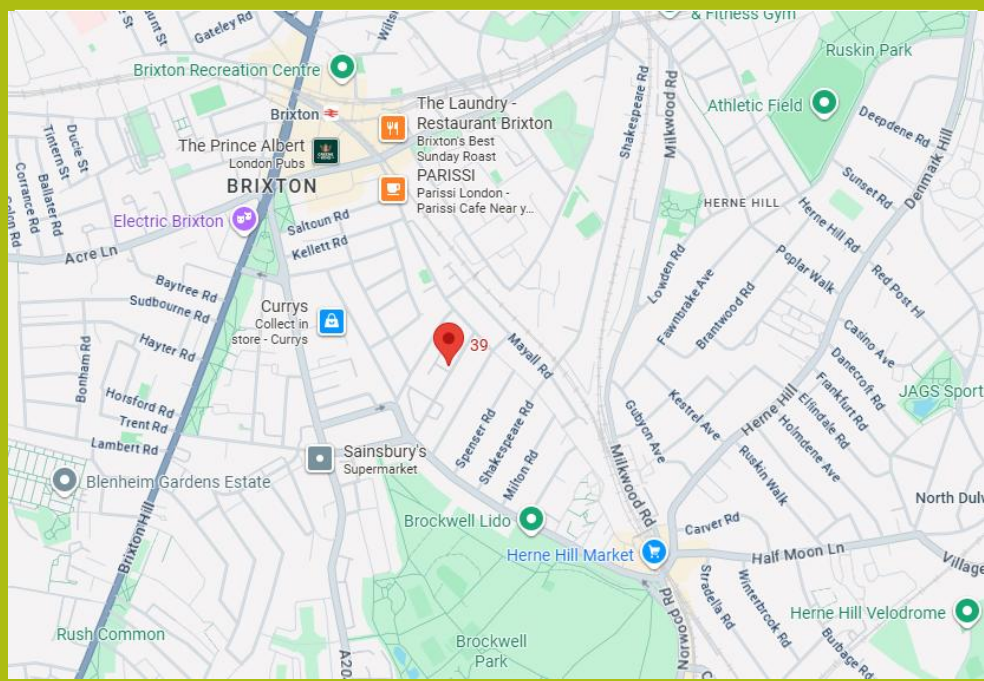 & Fitness Gym
Gateley Rd
Ruskin Park
Brixton Recreation Centre
Athletic Field
Shakespeare Rd
Milkwood Rd
Deepdene Rd
Denmark Hill
Brixton
The Laundry -
Restaurant Brixton
Brixton's Best
Sunday Roast
The Prince Albert
London Pubs
BRIXTON
PARISSI
Parissi London -
Parissi Cafe Near y...
Ducie St
Tintern St
Ballater Rd
Corrance Rd
Sunset Rd
HERNE HILL
Herne Hill Rd
Electric Brixton
Saltoun Rd
Kellett Rd
Acre Ln
Poplar Walk
Red Post Hl
Lowden Rd
Fawnbrake Ave
Brantwood Rd
Baytree Rd
Sudbourne Rd
Currys
Collect in
store - Currys
Hayter Rd
Bonham Rd
39
Mayall Rd
Casino Ave
Danecroft Rd
Frankfurt Rd
Elfindale Rd
Holmdene Ave
JAGS Sport
Horsford Rd
Trent Rd
Lambert Rd
Kestrel Ave
Gubyon Ave
Herne Hill
Spenser Rd
Shakespeare Rd
Milton Rd
Sainsbury's
Supermarket
Ruskin Walk
Blenheim Gardens Estate
Milkwood Rd
North Dulw
Brockwell Lido
Carver Rd
Brixton Hill
Herne Hill Market
Half Moon Ln
Village
Stradella Rd
Winterbrook Rd
Burbage Rd
Herne Hill Velodrome
Norwood Rd
Rush Common
Brockwell
Park
A20